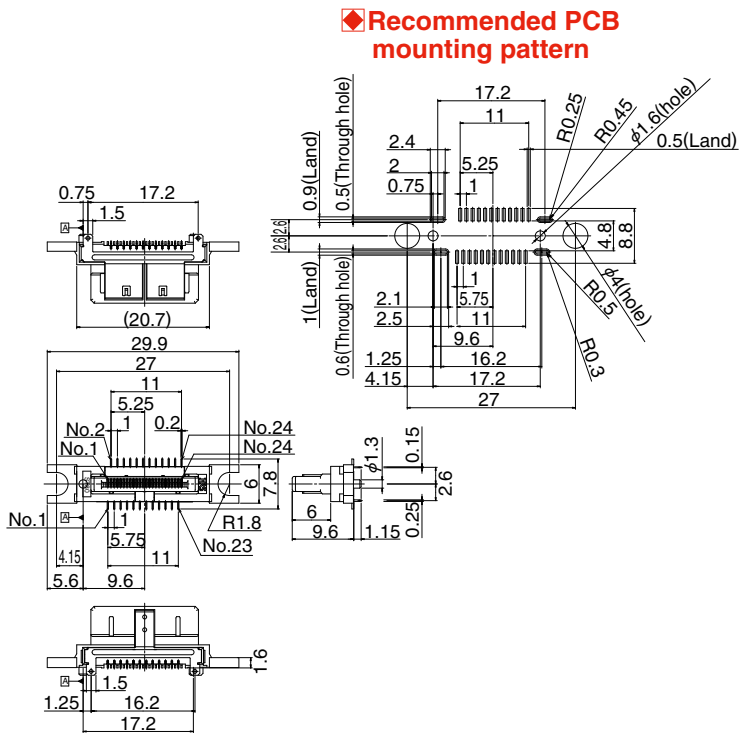 Recommended PCB
mounting pattern
17.2
11
2.4
2
5.25
0.75
1
0.9(Land)
0.5(Through hole)
R0.25
R0.45
ϕ1.6(hole)
0.5(Land)
2.6
2.6
4.8
8.8
1(Land)
0.6(Through hole)
1
2.1
5.75
2.5
11
9.6
1.25
16.2
4.15
17.2
27
ϕ4(hole)
R0.5
R0.3
0.75
17.2
1.5
A
(20.7)
29.9
27
11
5.25
1
0.2
No.2
No.24
No.1
No.24
6
7.8
No.1
A
1
R1.8
5.75
No.23
4.15
11
5.6
9.6
ϕ1.3
0.15
2.6
6
0.25
9.6
1.15
A
1.5
1.6
1.25
16.2
17.2